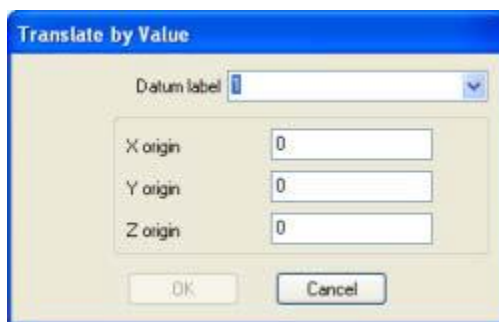 Translate by Value
Datum label 1
X origin 0
Y origin 0
Z origin 0
OK Cancel